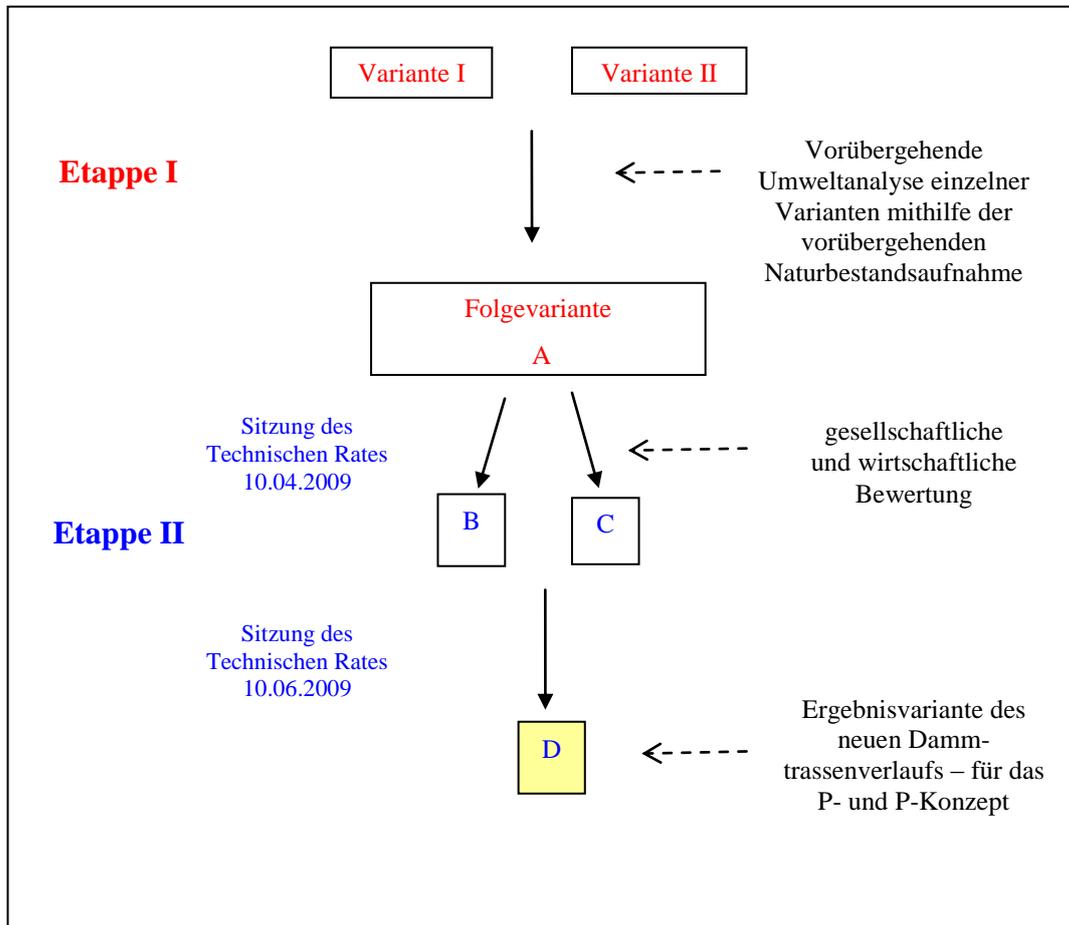 Variante I
Variante II
Etappe I
Vorübergehende
Umweltanalyse einzelner
Varianten mithilfe der
vorübergehenden
Naturbestandsaufnahme
Folgevariante
A
Sitzung des
Technischen Rates
10.04.2009
gesellschaftliche
und wirtschaftliche
Bewertung
Etappe II
B
C
Sitzung des
Technischen Rates
10.06.2009
D
Ergebnisvariante des
neuen Damm-
trassenverlaufs – für das
P- und P-Konzept